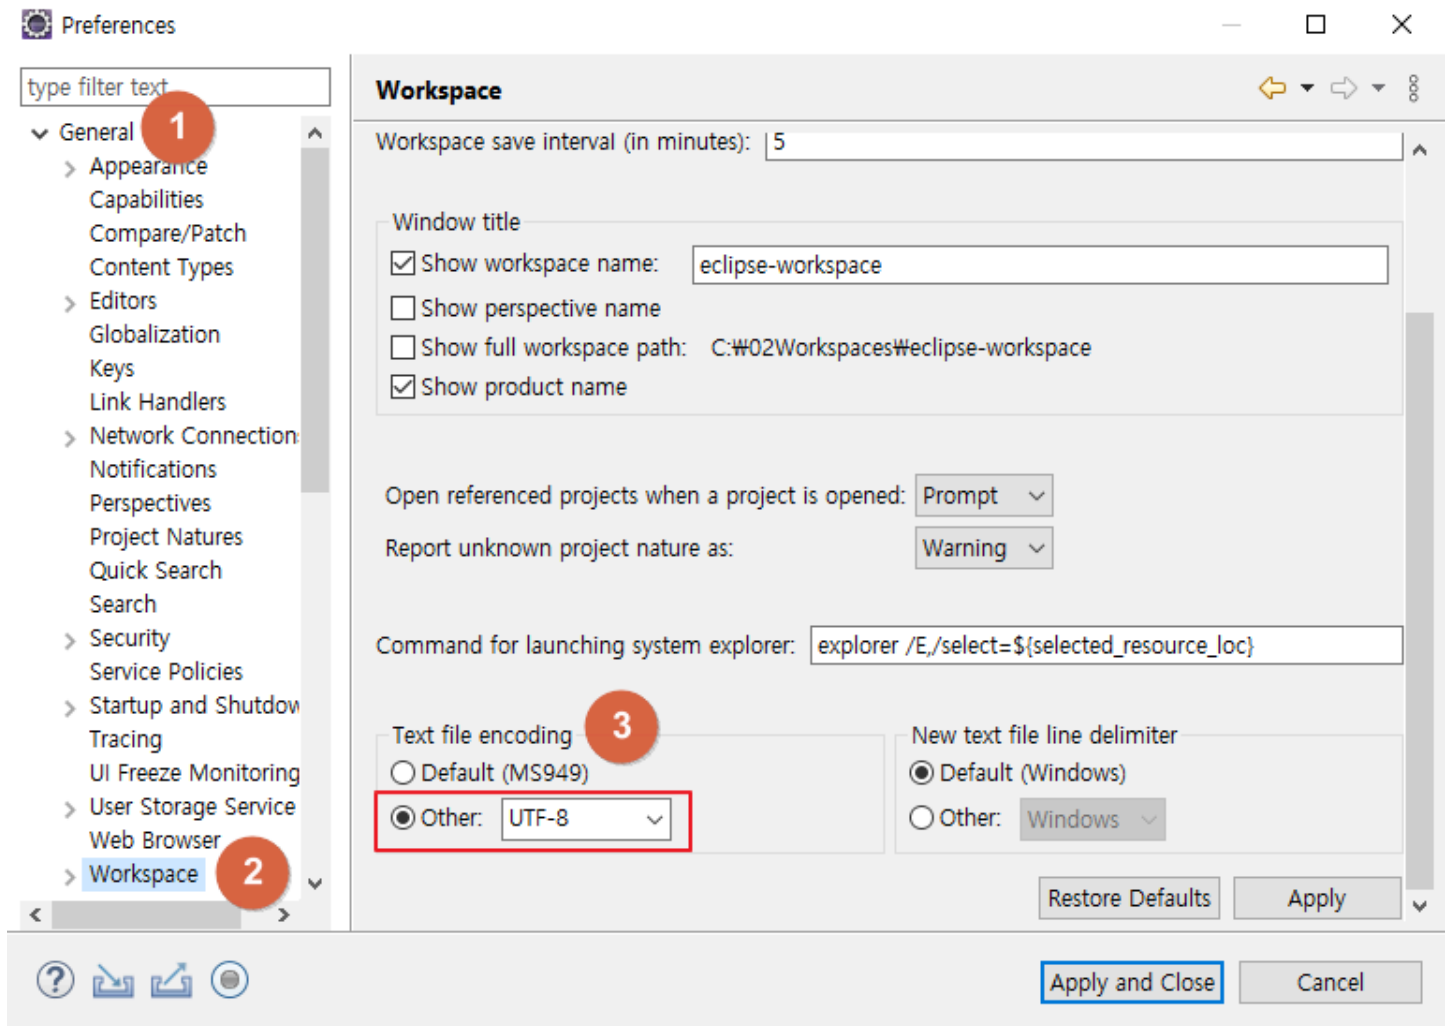 Preferences
type filter text
General
1
Appearance
Capabilities
Compare/Patch
Content Types
Editors
Globalization
Keys
Link Handlers
Network Connection
Notifications
Perspectives
Project Natures
Quick Search
Search
Security
Service Policies
Startup and Shutdow
Tracing
UI Freeze Monitoring
User Storage Service
Web Browser
Workspace
2
Workspace
Workspace save interval (in minutes): 5
Window title
Show workspace name: eclipse-workspace
Show perspective name
Show full workspace path: C:₩02Workspaces₩eclipse-workspace
Show product name
Open referenced projects when a project is opened: Prompt
Report unknown project nature as: Warning
Command for launching system explorer: explorer /E,/select=${selected_resource_loc}
Text file encoding
3
Default (MS949)
Other: UTF-8
New text file line delimiter
Default (Windows)
Other: Windows
Restore Defaults
Apply
?
Apply and Close
Cancel